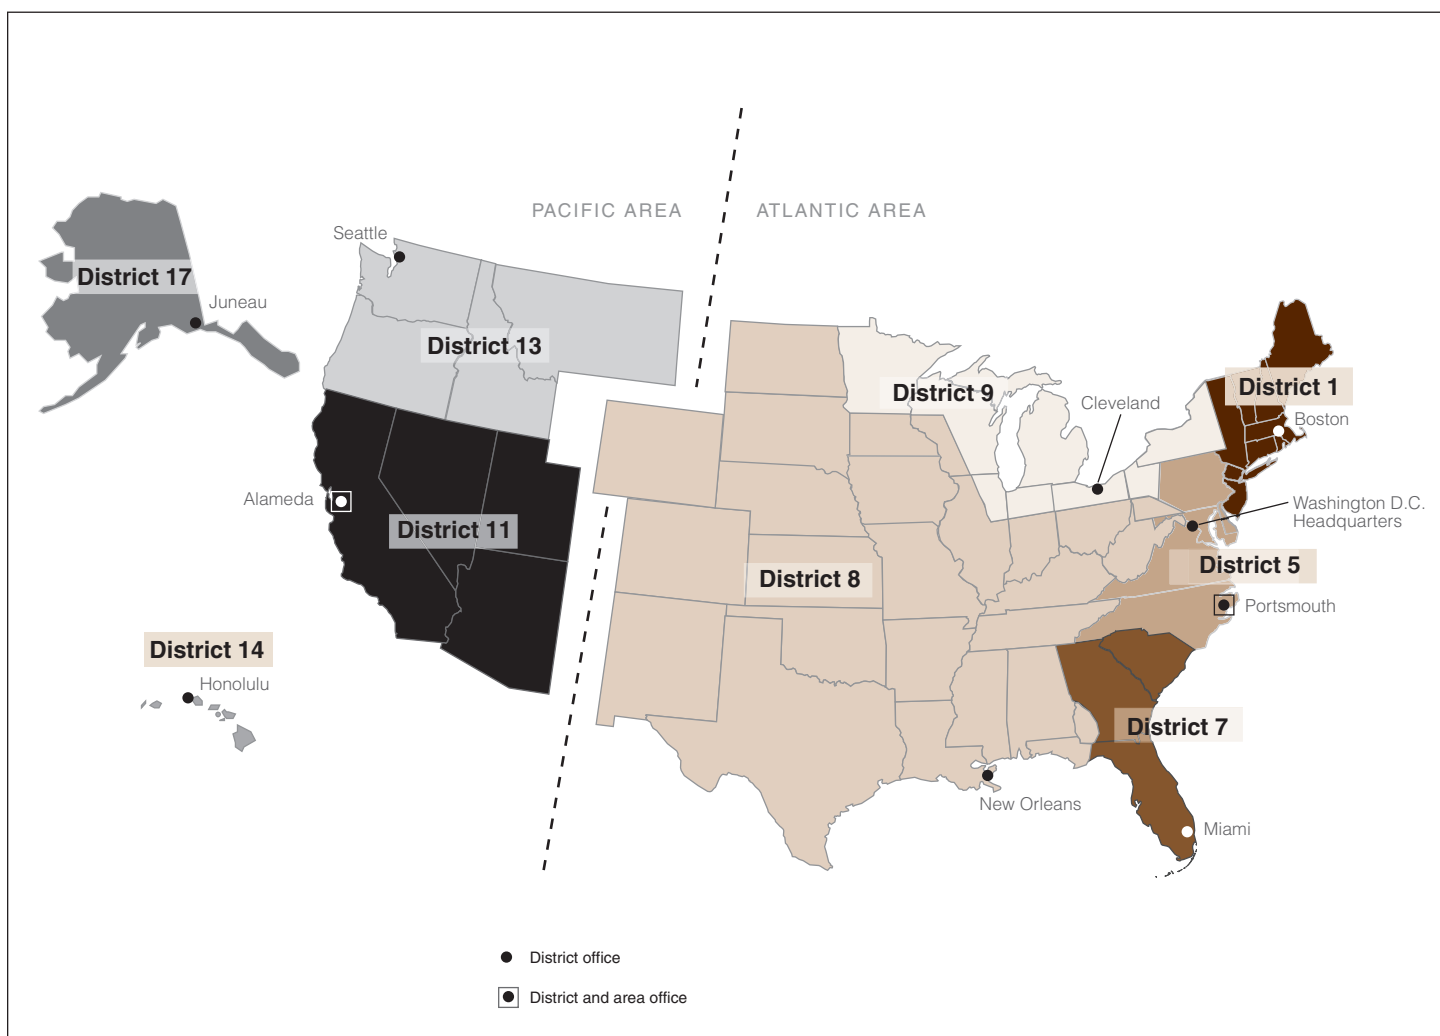 PACIFIC AREA
ATLANTIC AREA
Seattle
District 17
Juneau
District 13
District 9
Cleveland
District 1
Boston
Alameda
District 11
Washington D.C.
Headquarters
District 8
District 5
Portsmouth
District 14
Honolulu
District 7
New Orleans
Miami
District office
District and area office